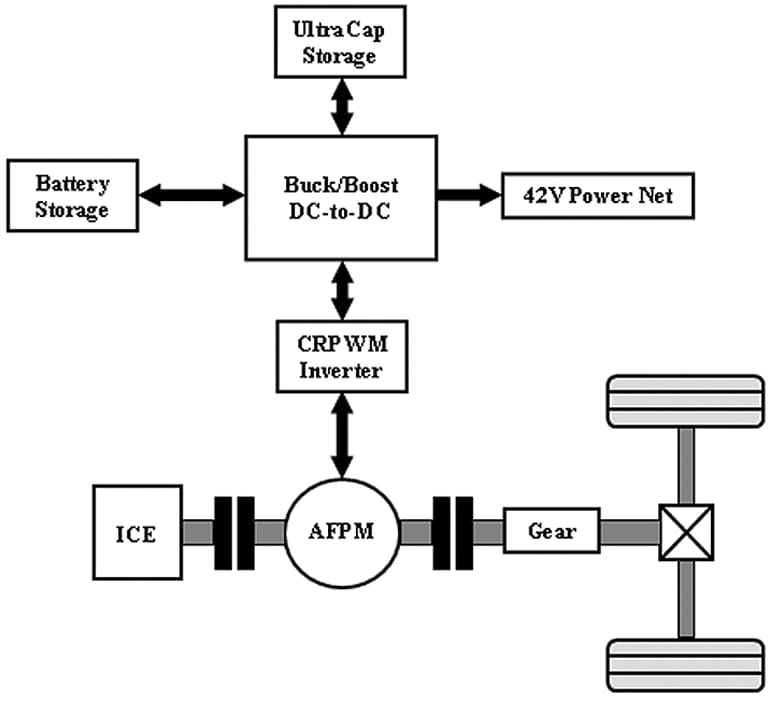 Ultra Cap
Storage
Battery
Storage
Buck/Boost
DC-to-DC
42V Power Net
CRPWM
Inverter
ICE
AFPM
Gear